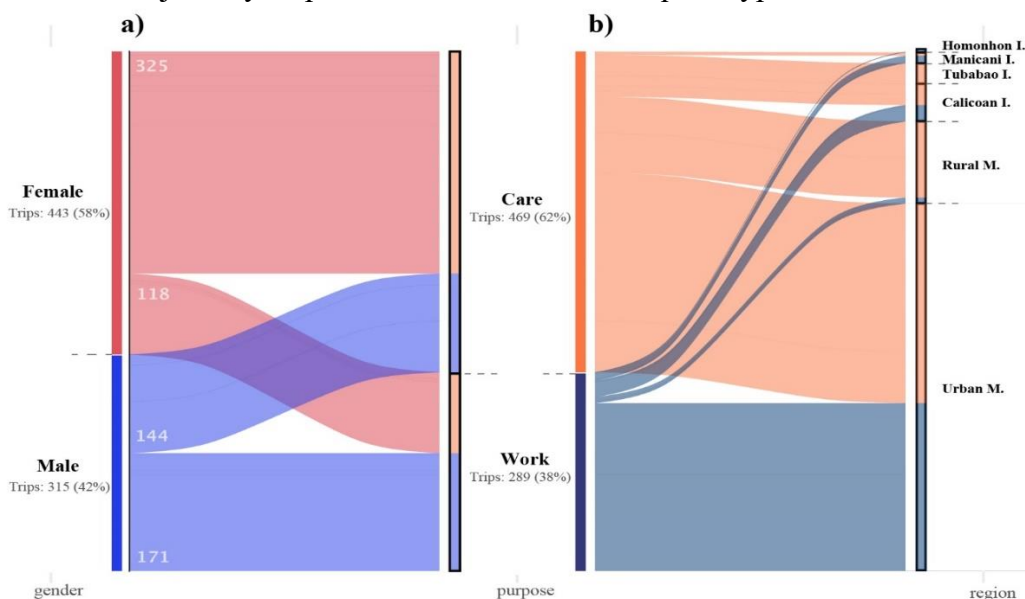 a)
b)
325
118
144
171
Female
Trips: 443 (58%)
Male
Trips: 315 (42%)
Care
Trips: 469 (62%)
Work
Trips: 289 (38%)
Homonhon I.
Manicani I.
Tubabao I.
Calicoan I.
Rural M.
Urban M.
gender
purpose
region